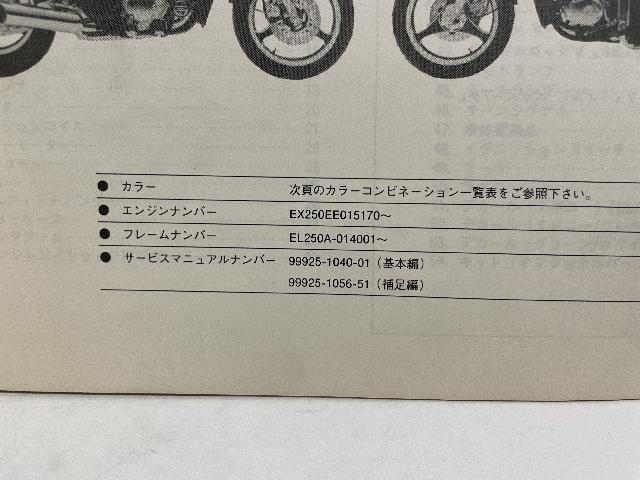 ● カラー 次頁のカラーコンビネーション一覧表をご参照下さい。
● エンジンナンバー EX250EE015170〜
● フレームナンバー EL250A-014001〜
● サービスマニュアルナンバー 99925-1040-01（基本編）
99925-1056-51（補足編）